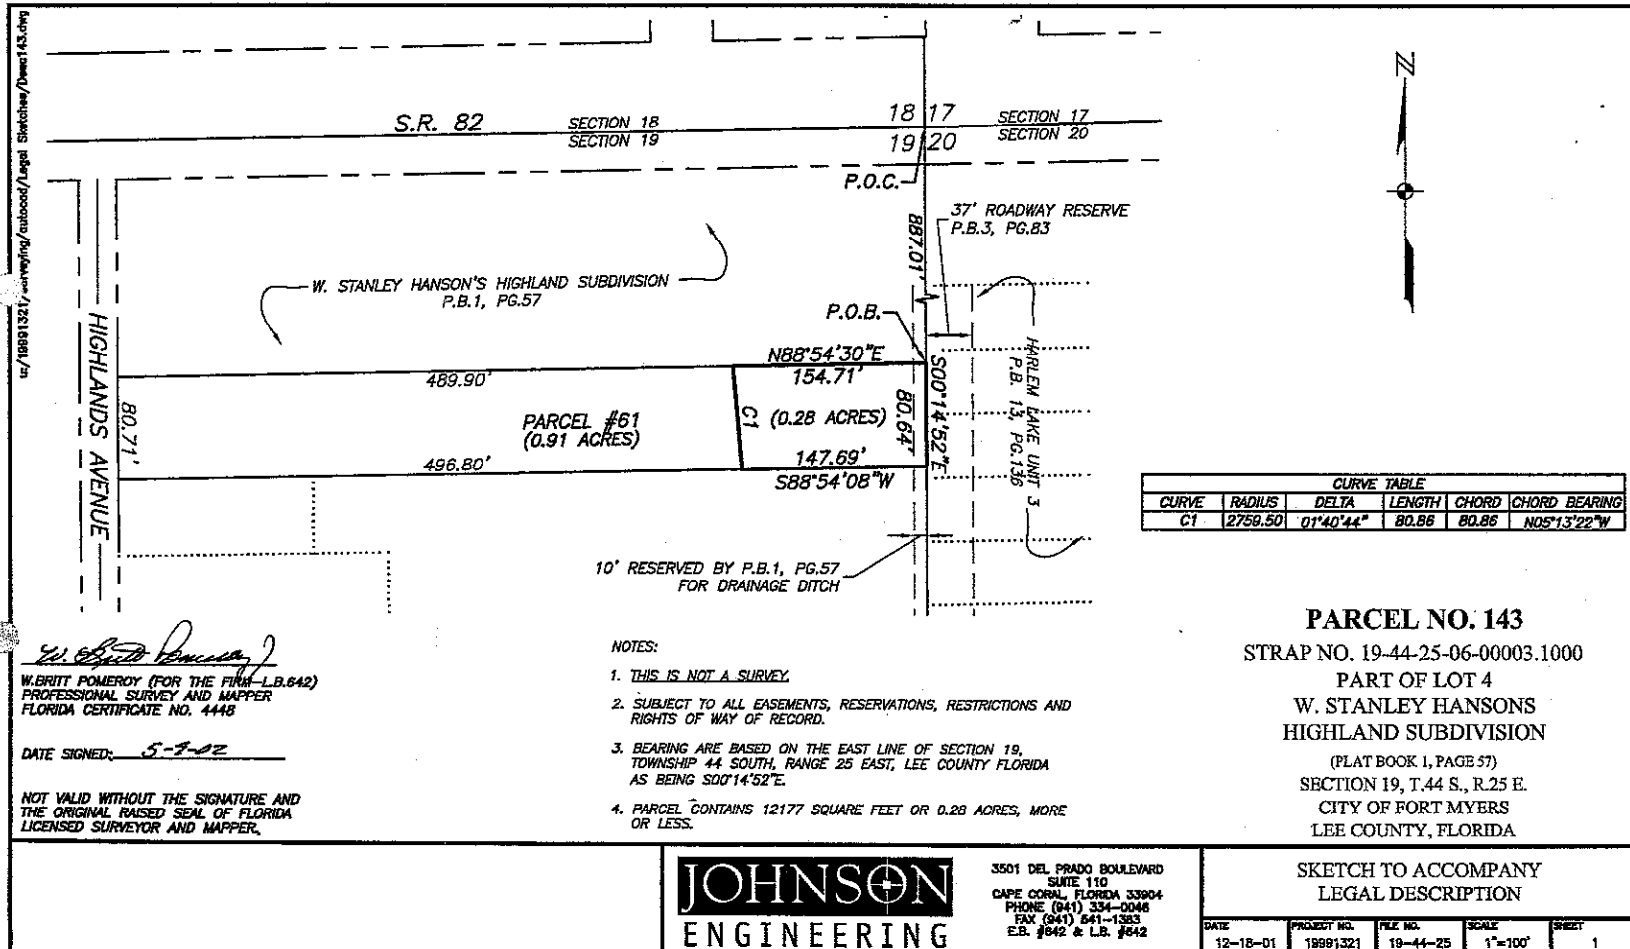 u:/19991321/surveying/autocad/Legal Sketches/Desc143.dwg
S.R. 82
SECTION 18
SECTION 19
18 17
19 20
SECTION 17
SECTION 20
P.O.C.
37' ROADWAY RESERVE
P.B.3, PG.83
887.01'
W. STANLEY HANSON'S HIGHLAND SUBDIVISION
P.B.1, PG.57
P.O.B.
HIGHLANDS AVENUE
80.71'
489.90'
PARCEL #61
(0.91 ACRES)
496.80'
N88°54'30"E
154.71'
C1
(0.28 ACRES)
80.64'
S00°14'52"E
147.69'
S88°54'08"W
HARLEM LAKE UNIT 3
P.B. 13, PG.136
10' RESERVED BY P.B.1, PG.57
FOR DRAINAGE DITCH
N
CURVE TABLE
CURVE RADIUS DELTA LENGTH CHORD CHORD BEARING
C1 2759.50 01°40'44" 80.86 80.86 N05°13'22"W
W. Britt Pomeroy
W.BRITT POMEROY (FOR THE FIRM-L.B.642)
PROFESSIONAL SURVEY AND MAPPER
FLORIDA CERTIFICATE NO. 4448
DATE SIGNED: 5-9-02
NOT VALID WITHOUT THE SIGNATURE AND
THE ORIGINAL RAISED SEAL OF FLORIDA
LICENSED SURVEYOR AND MAPPER.
NOTES:
1. THIS IS NOT A SURVEY.
2. SUBJECT TO ALL EASEMENTS, RESERVATIONS, RESTRICTIONS AND
RIGHTS OF WAY OF RECORD.
3. BEARING ARE BASED ON THE EAST LINE OF SECTION 19,
TOWNSHIP 44 SOUTH, RANGE 25 EAST, LEE COUNTY FLORIDA
AS BEING S00°14'52"E.
4. PARCEL CONTAINS 12177 SQUARE FEET OR 0.28 ACRES, MORE
OR LESS.
PARCEL NO. 143
STRAP NO. 19-44-25-06-00003.1000
PART OF LOT 4
W. STANLEY HANSONS
HIGHLAND SUBDIVISION
(PLAT BOOK 1, PAGE 57)
SECTION 19, T.44 S., R.25 E.
CITY OF FORT MYERS
LEE COUNTY, FLORIDA
JOHNSON
ENGINEERING
3501 DEL PRADO BOULEVARD
SUITE 110
CAPE CORAL, FLORIDA 33904
PHONE (941) 334-0046
FAX (941) 541-1383
E.B. #642 & L.B. #642
SKETCH TO ACCOMPANY
LEGAL DESCRIPTION
DATE PROJECT NO. FILE NO. SCALE SHEET
12-18-01 19991321 19-44-25 1"=100' 1